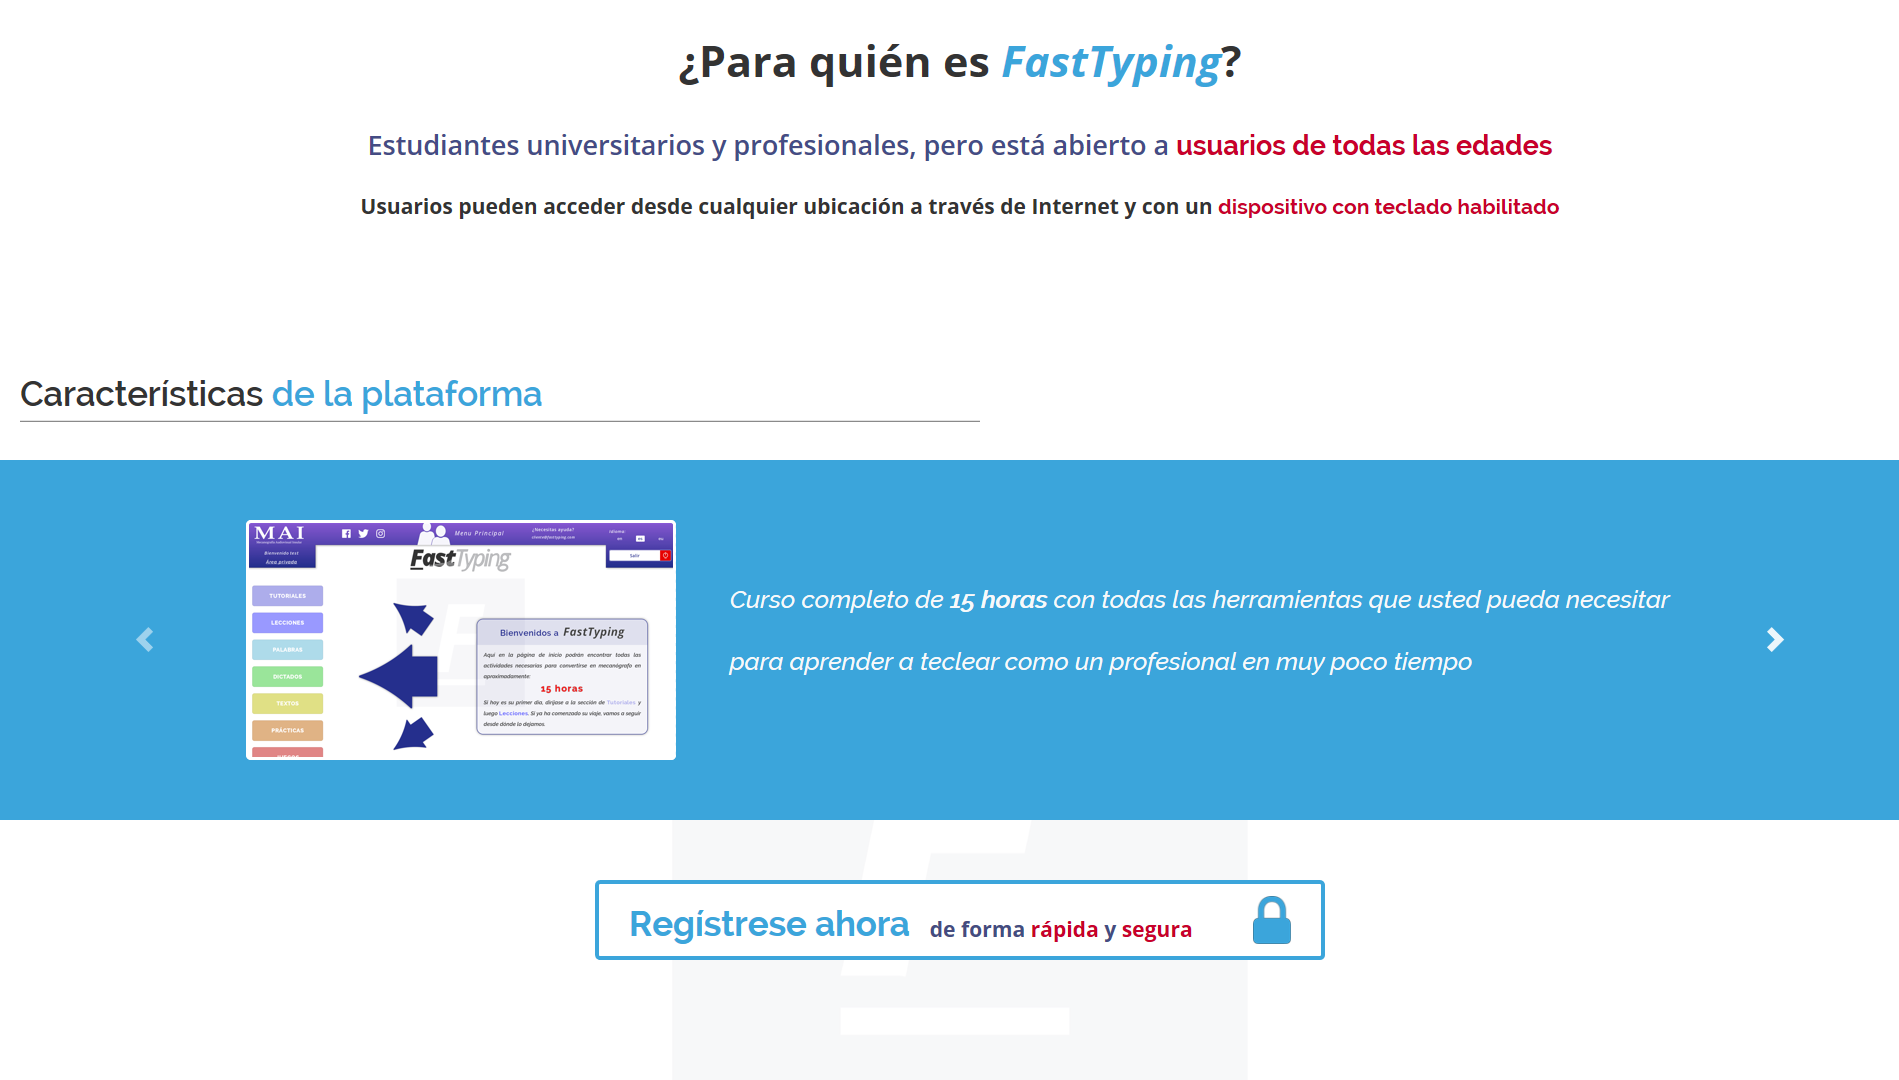 ¿Para quién es FastTyping?
Estudiantes universitarios y profesionales, pero está abierto a usuarios de todas las edades
Usuarios pueden acceder desde cualquier ubicación a través de Internet y con un dispositivo con teclado habilitado
Características de la plataforma
MAI
Menu Principal
¿Necesitas ayuda?
Idioma:
Bienvenido test
Área privada
Salir
FastTyping
TUTORIALES
LECCIONES
PALABRAS
DICTADOS
TEXTOS
PRÁCTICAS
Bienvenidos a FastTyping
Aquí en la página de inicio podrán encontrar todas las
actividades necesarias para convertirse en mecanógrafo en
aproximadamente
15 horas
Si hoy es su primer día, diríjase a la sección de Tutoriales y
luego Lecciones. Si ya ha comenzado su viaje, vamos a seguir
desde dónde lo dejamos.
Curso completo de 15 horas con todas las herramientas que usted pueda necesitar
para aprender a teclear como un profesional en muy poco tiempo
Regístrese ahora de forma rápida y segura